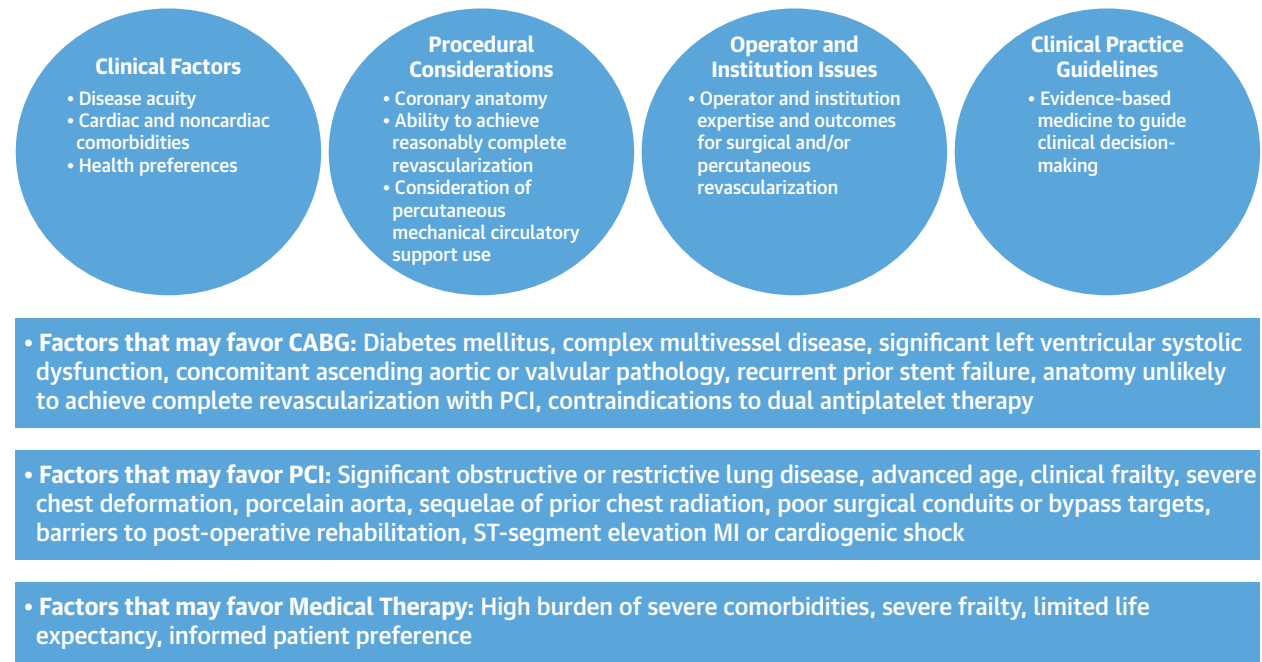 Clinical Factors
• Disease acuity
• Cardiac and noncardiac
comorbidities
• Health preferences
Procedural
Considerations
• Coronary anatomy
• Ability to achieve
reasonably complete
revascularization
• Consideration of
percutaneous
mechanical circulatory
support use
Operator and
Institution Issues
• Operator and institution
expertise and outcomes
for surgical and/or
percutaneous
revascularization
Clinical Practice
Guidelines
• Evidence-based
medicine to guide
clinical decision-
making
• Factors that may favor CABG: Diabetes mellitus, complex multivessel disease, significant left ventricular systolic
dysfunction, concomitant ascending aortic or valvular pathology, recurrent prior stent failure, anatomy unlikely
to achieve complete revascularization with PCI, contraindications to dual antiplatelet therapy
• Factors that may favor PCI: Significant obstructive or restrictive lung disease, advanced age, clinical frailty, severe
chest deformation, porcelain aorta, sequelae of prior chest radiation, poor surgical conduits or bypass targets,
barriers to post-operative rehabilitation, ST-segment elevation MI or cardiogenic shock
• Factors that may favor Medical Therapy: High burden of severe comorbidities, severe frailty, limited life
expectancy, informed patient preference